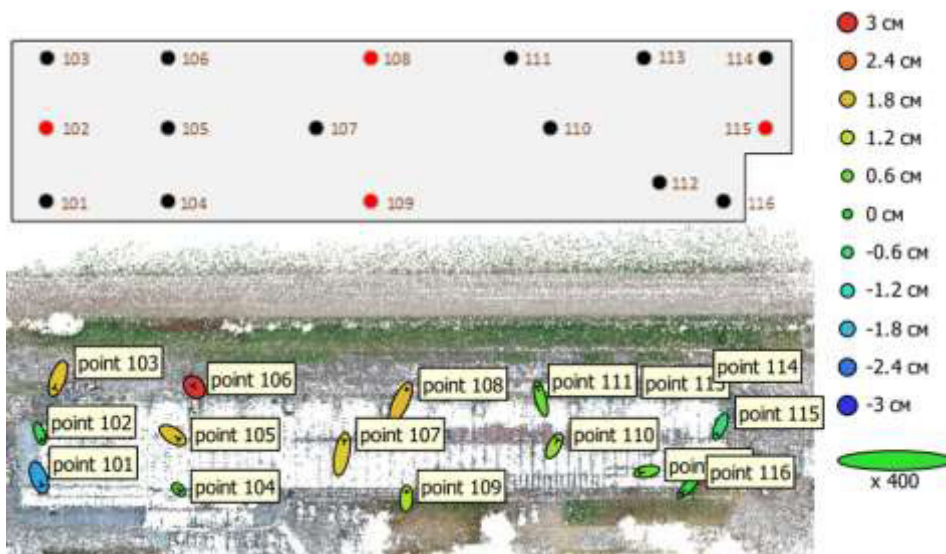 103 106 108 111 113 114
102 105 107 110 115
112
101 104 109 116
3 см
2.4 см
1.8 см
1.2 см
0.6 см
0 см
-0.6 см
-1.2 см
-1.8 см
-2.4 см
-3 см
x 400
point 103
point 106
point 108
point 111
point 114
point 102
point 105
point 107
point 110
point 115
point 101
point 104
point 109
point 116